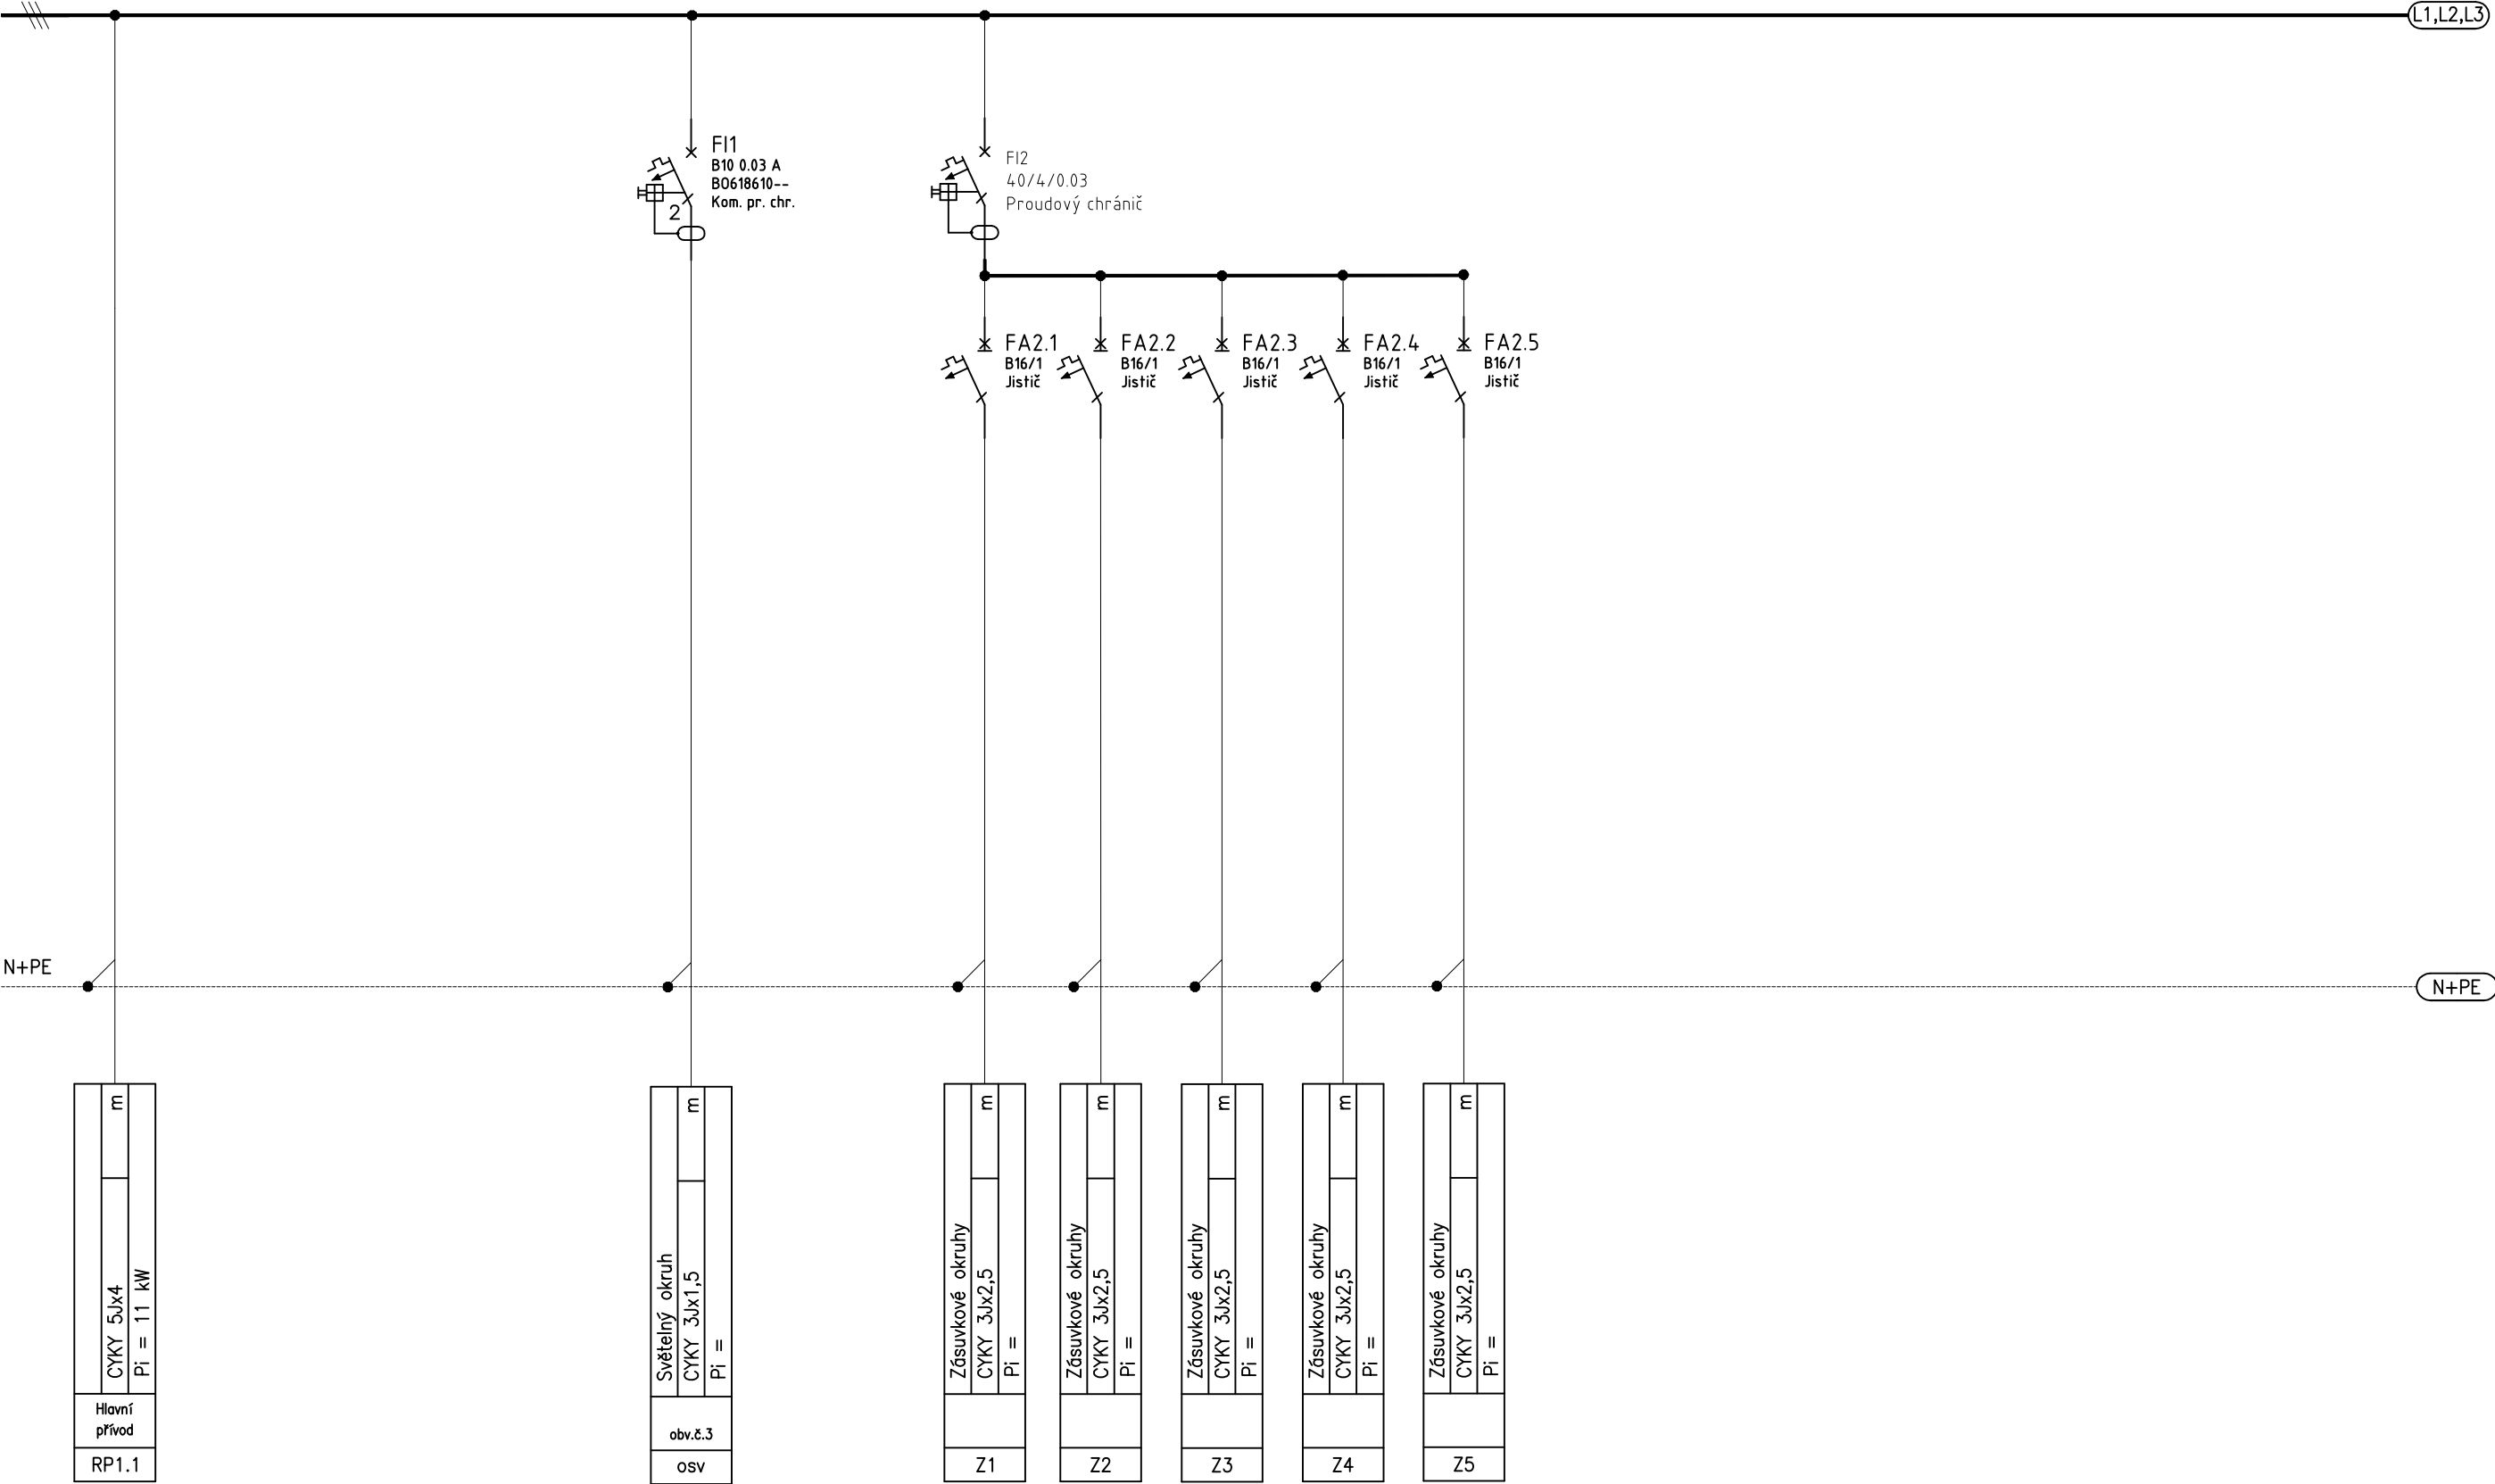 L1,L2,L3
FI1
B10 0.03 A
BO618610--
Kom. pr. chr.
2
FI2
40/4/0.03
Proudový chránič
FA2.1
B16/1
Jistič
FA2.2
B16/1
Jistič
FA2.3
B16/1
Jistič
FA2.4
B16/1
Jistič
FA2.5
B16/1
Jistič
N+PE
N+PE
CYKY 5Jx4 m
Pi = 11 kW
Hlavní
přívod
RP1.1
Světelný okruh
CYKY 3Jx1,5 m
Pi =
obv.č.3
osv
Zásuvkové okruhy
CYKY 3Jx2,5 m
Pi =
Z1
Zásuvkové okruhy
CYKY 3Jx2,5 m
Pi =
Z2
Zásuvkové okruhy
CYKY 3Jx2,5 m
Pi =
Z3
Zásuvkové okruhy
CYKY 3Jx2,5 m
Pi =
Z4
Zásuvkové okruhy
CYKY 3Jx2,5 m
Pi =
Z5